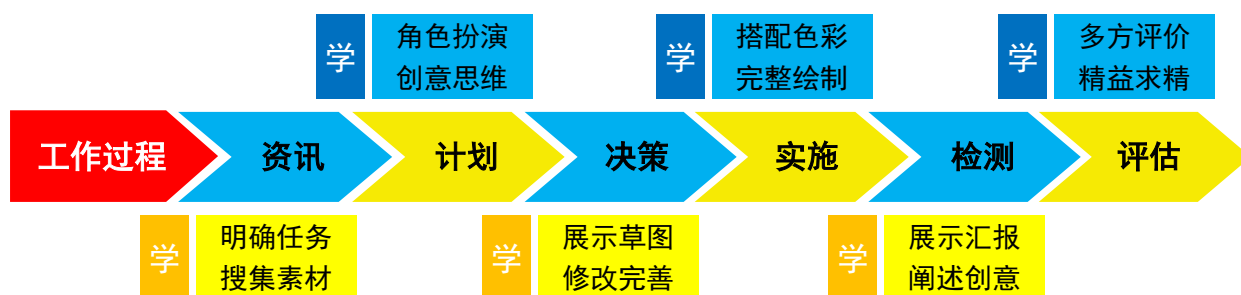 学
角色扮演
创意思维
学
搭配色彩
完整绘制
学
多方评价
精益求精
工作过程
资讯
计划
决策
实施
检测
评估
学
明确任务
搜集素材
学
展示草图
修改完善
学
展示汇报
阐述创意